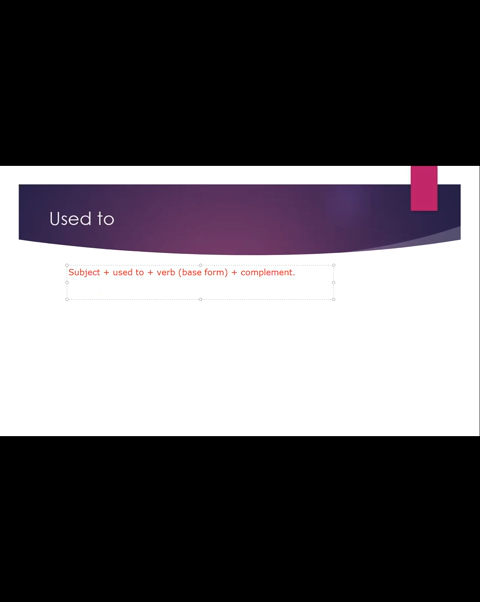 Used to
Subject + used to + verb (base form) + complement.